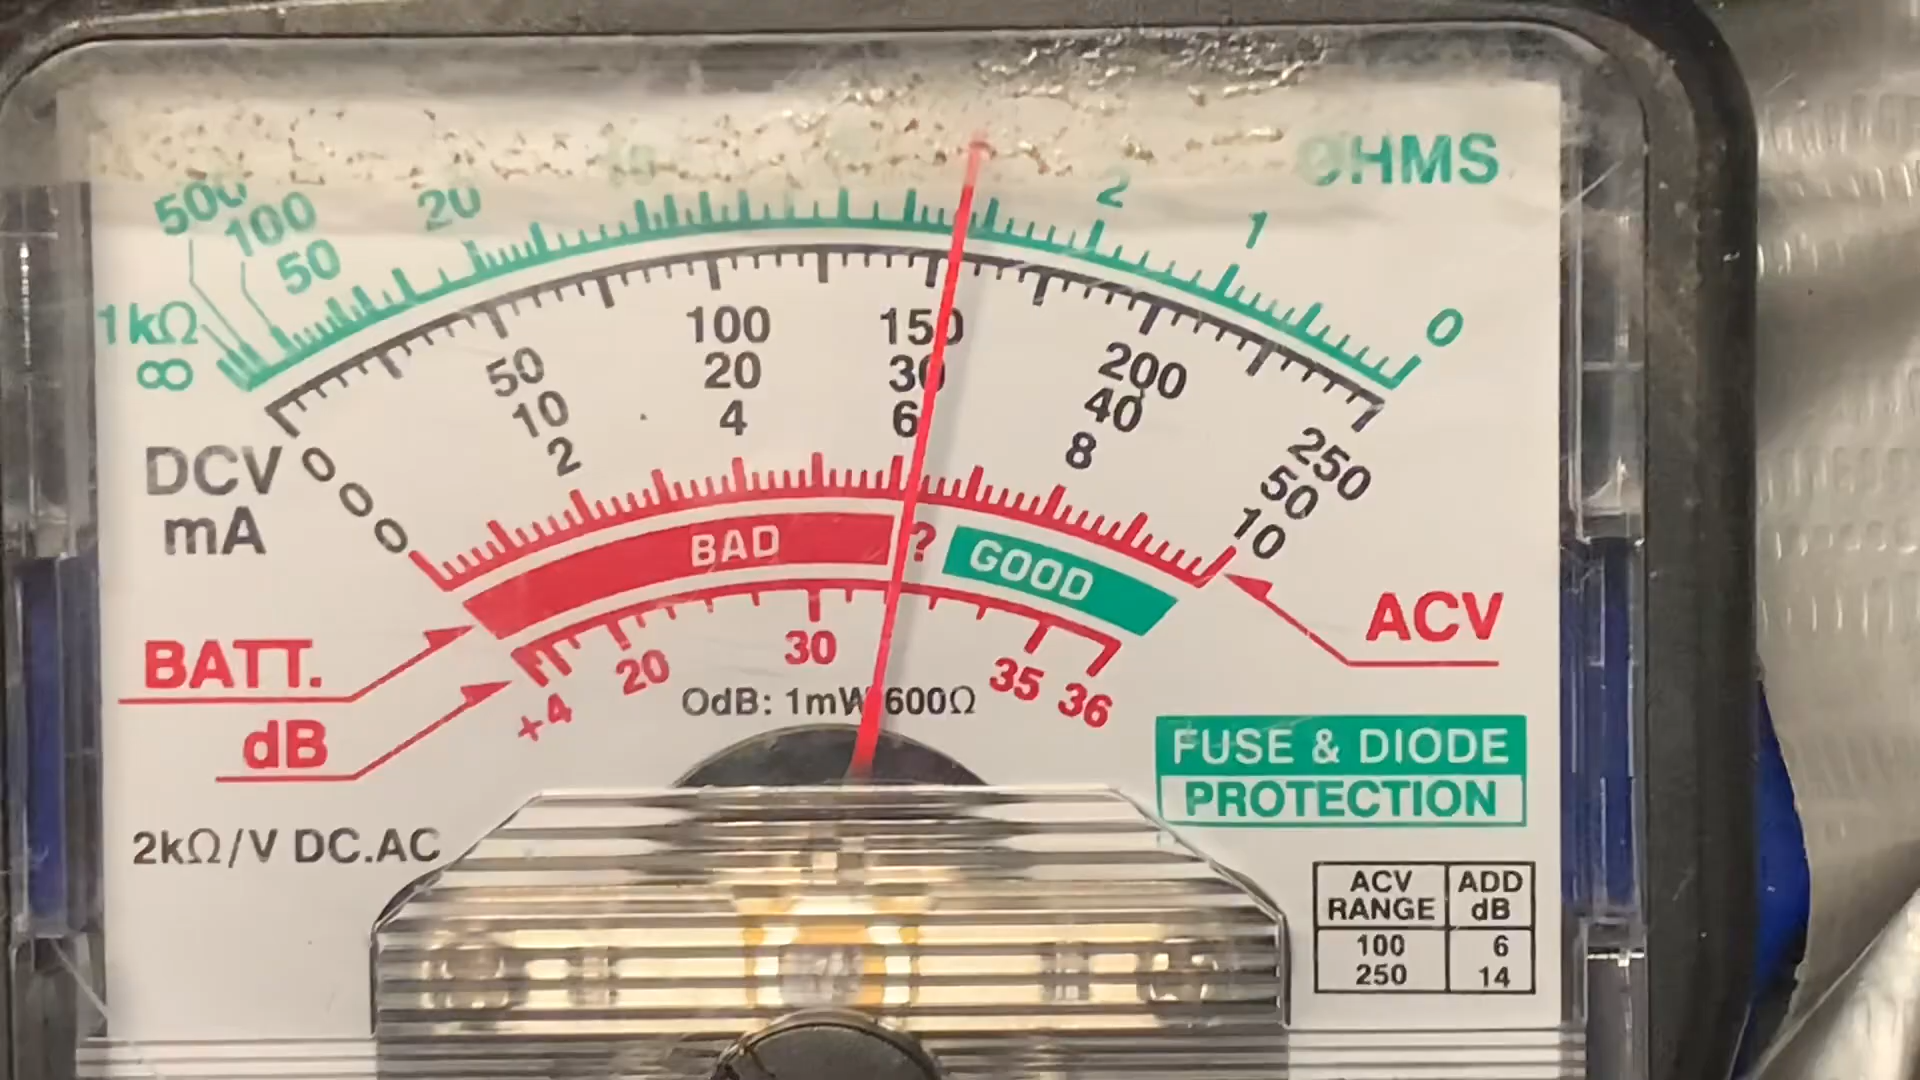 OHMS
500
100
50
20
2
1
0
1kΩ
∞
50
100
150
200
250
10
20
30
40
50
2
4
6
8
10
DCV
mA
0
0
0
BAD
?
GOOD
BATT.
ACV
dB
+4
20
30
35
36
OdB: 1mW 600Ω
FUSE & DIODE
PROTECTION
2kΩ/V DC.AC
ACV RANGE
ADD dB
100
6
250
14